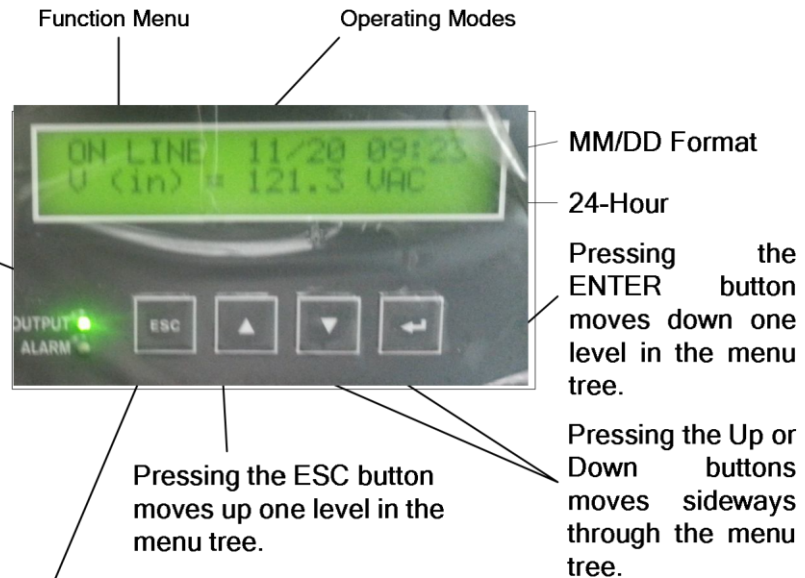 Function Menu
Operating Modes
ON LINE 11/20 09:23
V (in) = 121.3 VAC
MM/DD Format
24-Hour
Pressing the
ENTER button
moves down one
level in the menu
tree.
OUTPUT
ALARM
ESC
Pressing the ESC button
moves up one level in the
menu tree.
Pressing the Up or
Down buttons
moves sideways
through the menu
tree.